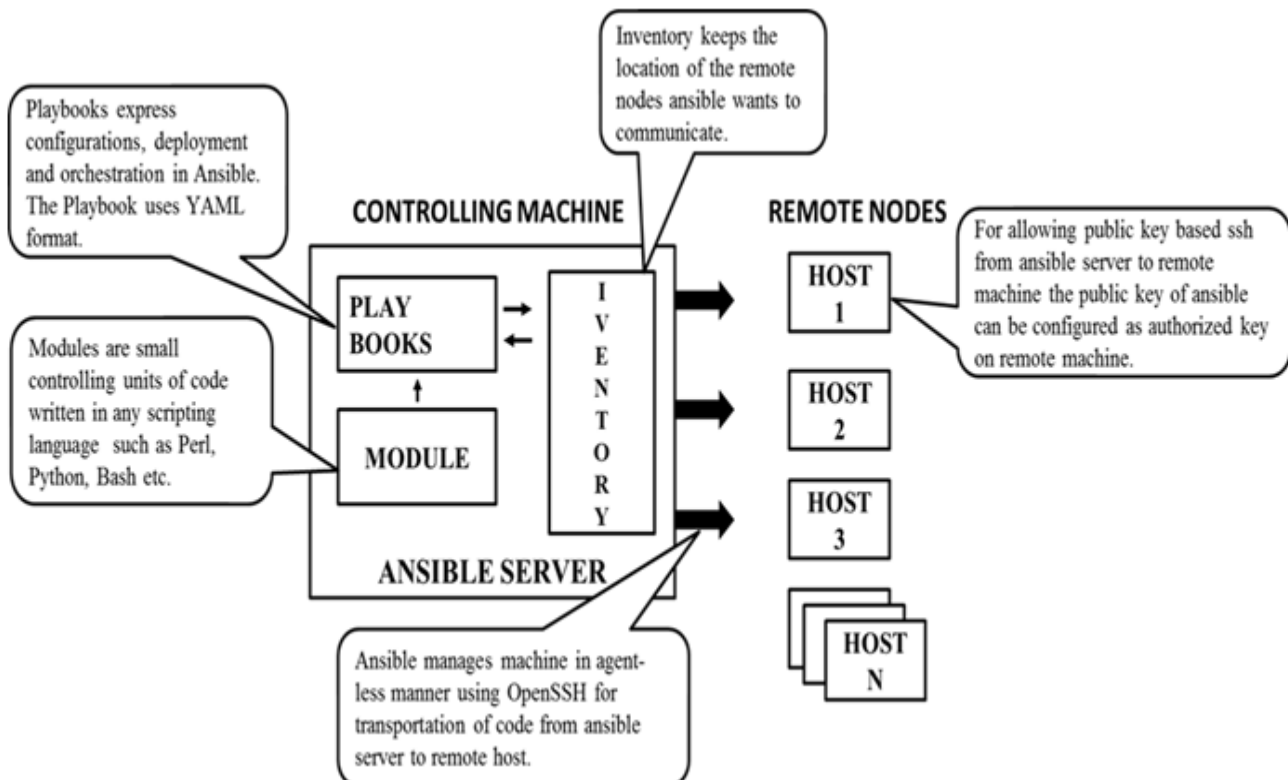 Inventory keeps the
location of the remote
nodes ansible wants to
communicate.
Playbooks express
configurations, deployment
and orchestration in Ansible.
The Playbook uses YAML
format.
CONTROLLING MACHINE
REMOTE NODES
For allowing public key based ssh
from ansible server to remote
machine the public key of ansible
can be configured as authorized key
on remote machine.
PLAY
BOOKS
I
V
E
N
T
O
R
Y
HOST
1
Modules are small
controlling units of code
written in any scripting
language such as Perl,
Python, Bash etc.
MODULE
HOST
2
HOST
3
ANSIBLE SERVER
HOST
N
Ansible manages machine in agent-
less manner using OpenSSH for
transportation of code from ansible
server to remote host.